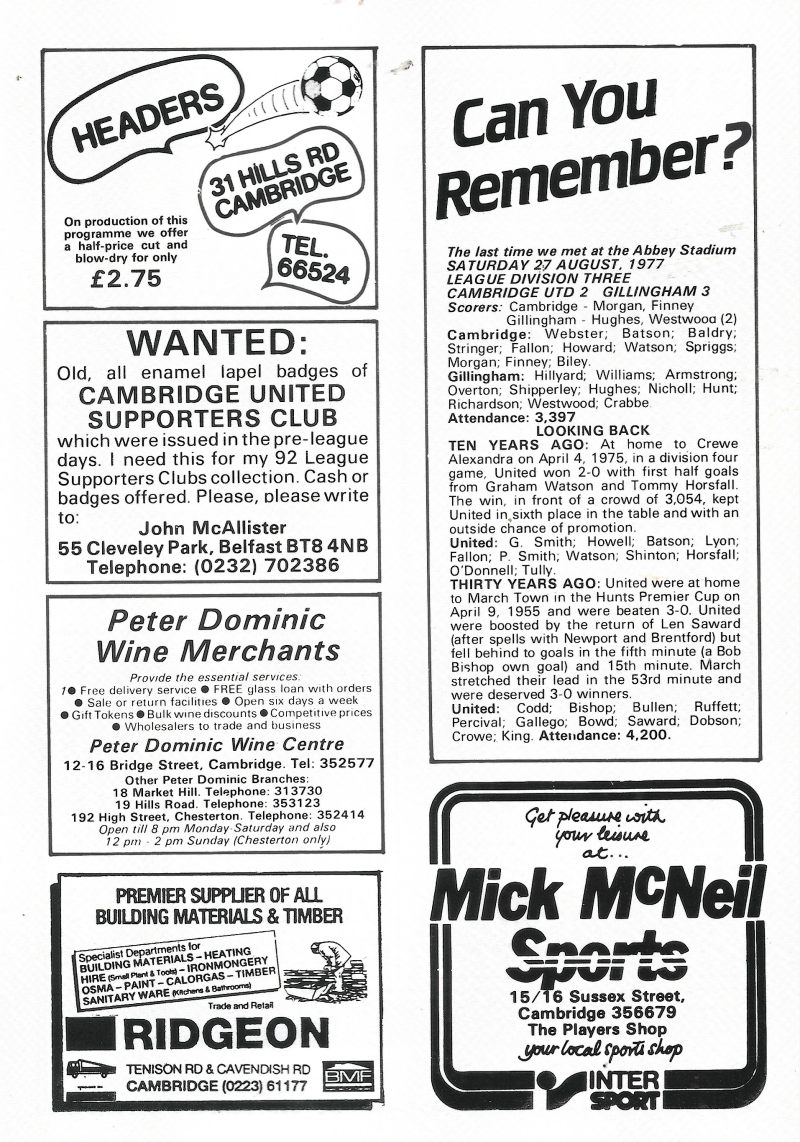 HEADERS
31 HILLS RD
CAMBRIDGE
TEL.
66524
On production of this
programme we offer
a half-price cut and
blow-dry for only
£2.75
WANTED:
Old, all enamel lapel badges of
CAMBRIDGE UNITED
SUPPORTERS CLUB
which were issued in the pre-league
days. I need this for my 92 League
Supporters Clubs collection. Cash or
badges offered. Please, please write
to:
John McAllister
55 Cleveley Park, Belfast BT8 4NB
Telephone: (0232) 702386
Peter Dominic
Wine Merchants
Provide the essential services:
1● Free delivery service ● FREE glass loan with orders
● Sale or return facilities ● Open six days a week
● Gift Tokens ● Bulk wine discounts ● Competitive prices
● Wholesalers to trade and business
Peter Dominic Wine Centre
12-16 Bridge Street, Cambridge. Tel: 352577
Other Peter Dominic Branches:
18 Market Hill. Telephone: 313730
19 Hills Road. Telephone: 353123
192 High Street, Chesterton. Telephone: 352414
Open till 8 pm Monday-Saturday and also
12 pm - 2 pm Sunday (Chesterton only)
PREMIER SUPPLIER OF ALL
BUILDING MATERIALS & TIMBER
Specialist Departments for
BUILDING MATERIALS – HEATING
HIRE (Small Plant & Tools) – IRONMONGERY
OSMA – PAINT – CALORGAS – TIMBER
SANITARY WARE (Kitchens & Bathrooms)
Trade and Retail
RIDGEON
TENISON RD & CAVENDISH RD
CAMBRIDGE (0223) 61177
BMF
Can You
Remember?
The last time we met at the Abbey Stadium
SATURDAY 27 AUGUST, 1977
LEAGUE DIVISION THREE
CAMBRIDGE UTD 2 GILLINGHAM 3
Scorers: Cambridge - Morgan, Finney
Gillingham - Hughes, Westwood (2)
Cambridge: Webster; Batson; Baldry;
Stringer; Fallon; Howard; Watson; Spriggs;
Morgan; Finney; Biley.
Gillingham: Hillyard; Williams; Armstrong;
Overton; Shipperley; Hughes; Nicholl; Hunt;
Richardson; Westwood; Crabbe.
Attendance: 3,397
LOOKING BACK
TEN YEARS AGO: At home to Crewe
Alexandra on April 4, 1975, in a division four
game, United won 2-0 with first half goals
from Graham Watson and Tommy Horsfall.
The win, in front of a crowd of 3,054, kept
United in sixth place in the table and with an
outside chance of promotion.
United: G. Smith; Howell; Batson; Lyon;
Fallon; P. Smith; Watson; Shinton; Horsfall;
O'Donnell; Tully.
THIRTY YEARS AGO: United were at home
to March Town in the Hunts Premier Cup on
April 9, 1955 and were beaten 3-0. United
were boosted by the return of Len Saward
(after spells with Newport and Brentford) but
fell behind to goals in the fifth minute (a Bob
Bishop own goal) and 15th minute. March
stretched their lead in the 53rd minute and
were deserved 3-0 winners.
United: Codd; Bishop; Bullen; Ruffett;
Percival; Gallego; Bowd; Saward; Dobson;
Crowe; King. Attendance: 4,200.
Get pleasure with
your leisure
at...
Mick McNeil
Sports
15/16 Sussex Street,
Cambridge 356679
The Players Shop
your local sports shop
INTER
SPORT